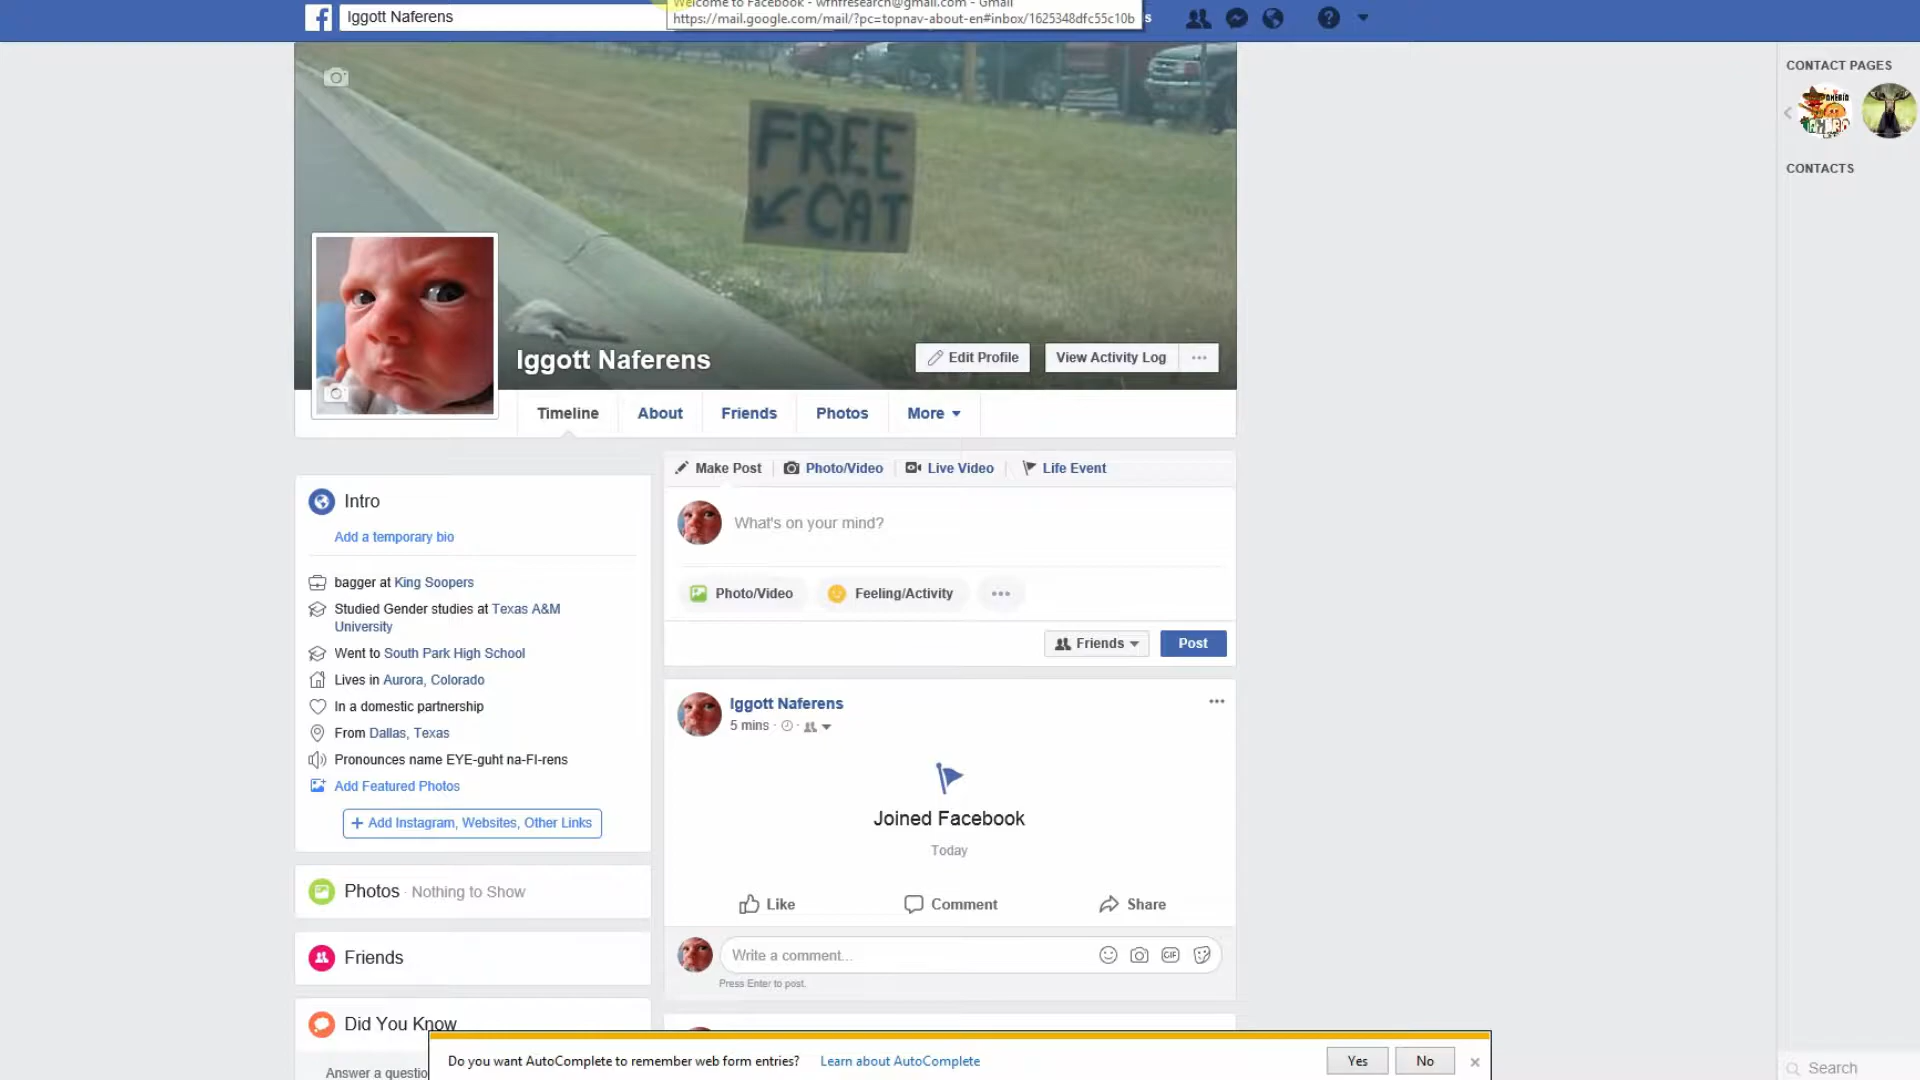 Welcome to Facebook - wfnfresearch@gmail.com - Gmail
https://mail.google.com/mail/?pc=topnav-about-en#inbox/1625348dfc55c10b
Iggott Naferens
CONTACT PAGES
FREE
CAT
CONTACTS
Iggott Naferens
Edit Profile
View Activity Log
Timeline
About
Friends
Photos
More
Make Post
Photo/Video
Live Video
Life Event
Intro
Add a temporary bio
bagger at King Soopers
Studied Gender studies at Texas A&M
University
Went to South Park High School
Lives in Aurora, Colorado
In a domestic partnership
From Dallas, Texas
Pronounces name EYE-guht na-FI-rens
Add Featured Photos
+ Add Instagram, Websites, Other Links
Photos · Nothing to Show
Friends
Did You Know
Answer a questio
What's on your mind?
Photo/Video
Feeling/Activity
Friends
Post
Iggott Naferens
5 mins
Joined Facebook
Today
Like
Comment
Share
Write a comment...
GIF
Press Enter to post.
Do you want AutoComplete to remember web form entries?
Learn about AutoComplete
Yes
No
Search